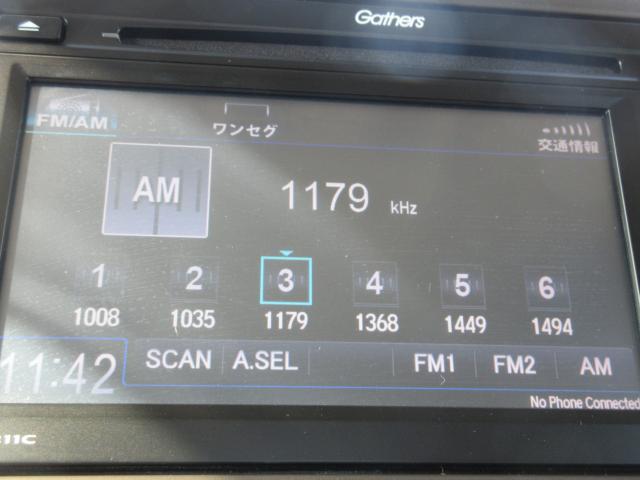 Gathers
FM/AM
ワンセグ
交通情報
AM
1179 kHz
1 2 3 4 5 6
1008 1035 1179 1368 1449 1494
11:42
SCAN A.SEL FM1 FM2 AM
No Phone Connected
11C